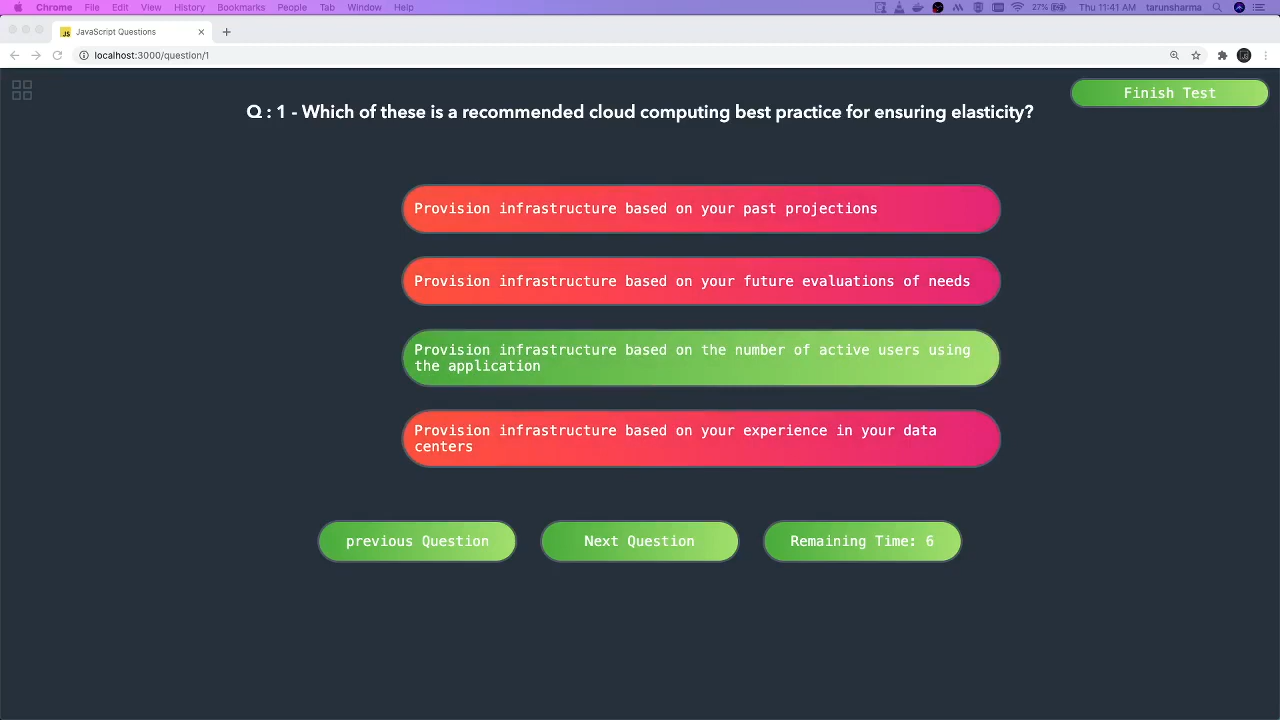 Chrome File Edit View History Bookmarks People Tab Window Help 27% Thu 11:41 AM tarunsharma
JS JavaScript Questions
localhost:3000/question/1
Finish Test
Q : 1 - Which of these is a recommended cloud computing best practice for ensuring elasticity?
Provision infrastructure based on your past projections
Provision infrastructure based on your future evaluations of needs
Provision infrastructure based on the number of active users using
the application
Provision infrastructure based on your experience in your data
centers
previous Question
Next Question
Remaining Time: 6